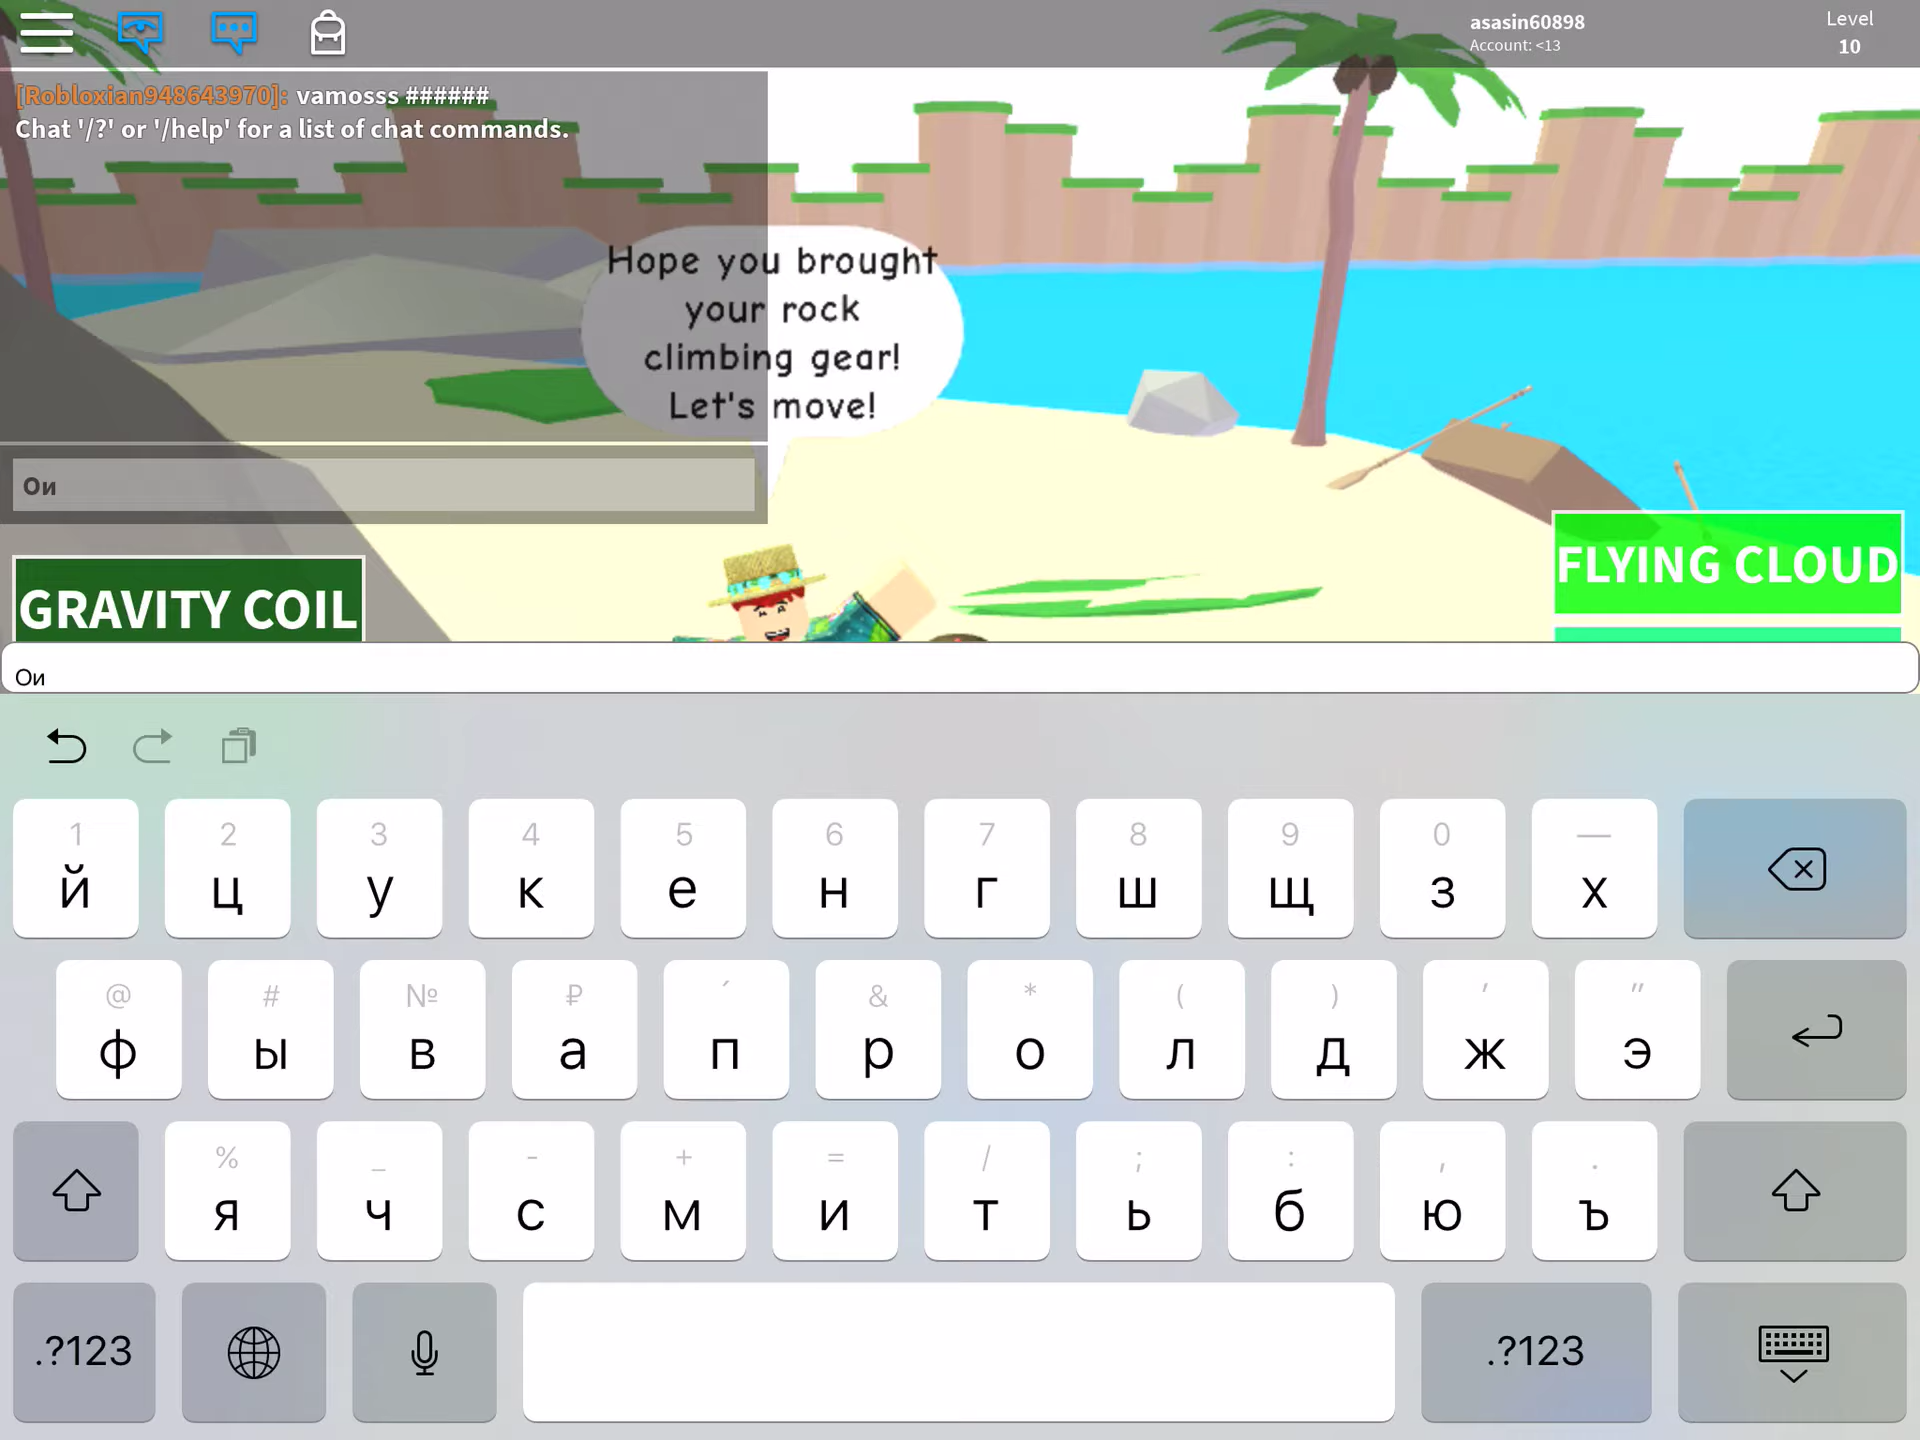 asasin60898
Account: <13
Level
10
[Robloxian948643970]: vamosss ######
Chat '/?' or '/help' for a list of chat commands.
Hope you brought
your rock
climbing gear!
Let's move!
Ои
GRAVITY COIL
FLYING CLOUD
Ои
1 2 3 4 5 6 7 8 9 0 —
й ц у к е н г ш щ з х
@ # № ₽ ´ & * ( ) ' "
ф ы в а п р о л д ж э
% _ - + = / ; : , .
я ч с м и т ь б ю ъ
.?123 .?123